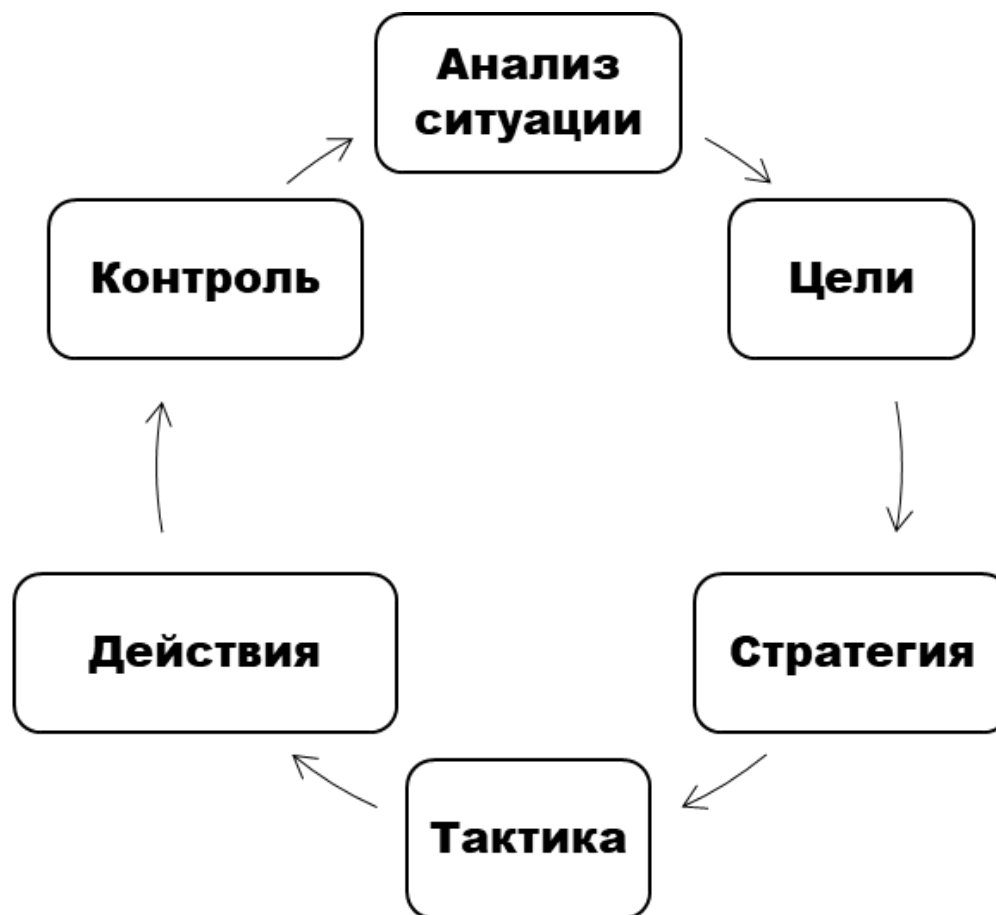 Анализ
ситуации
Цели
Стратегия
Тактика
Действия
Контроль